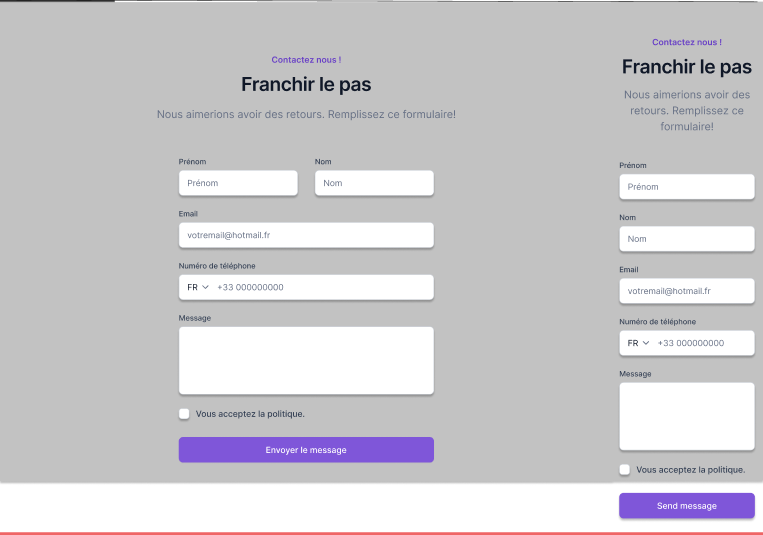 Contactez nous !
Franchir le pas
Nous aimerions avoir des retours. Remplissez ce formulaire!
Prénom
Nom
Prénom
Nom
Email
votremail@hotmail.fr
Numéro de téléphone
FR
+33 000000000
Message
Vous acceptez la politique.
Envoyer le message
Contactez nous !
Franchir le pas
Nous aimerions avoir des
retours. Remplissez ce
formulaire!
Prénom
Prénom
Nom
Nom
Email
votremail@hotmail.fr
Numéro de téléphone
FR
+33 000000000
Message
Vous acceptez la politique.
Send message